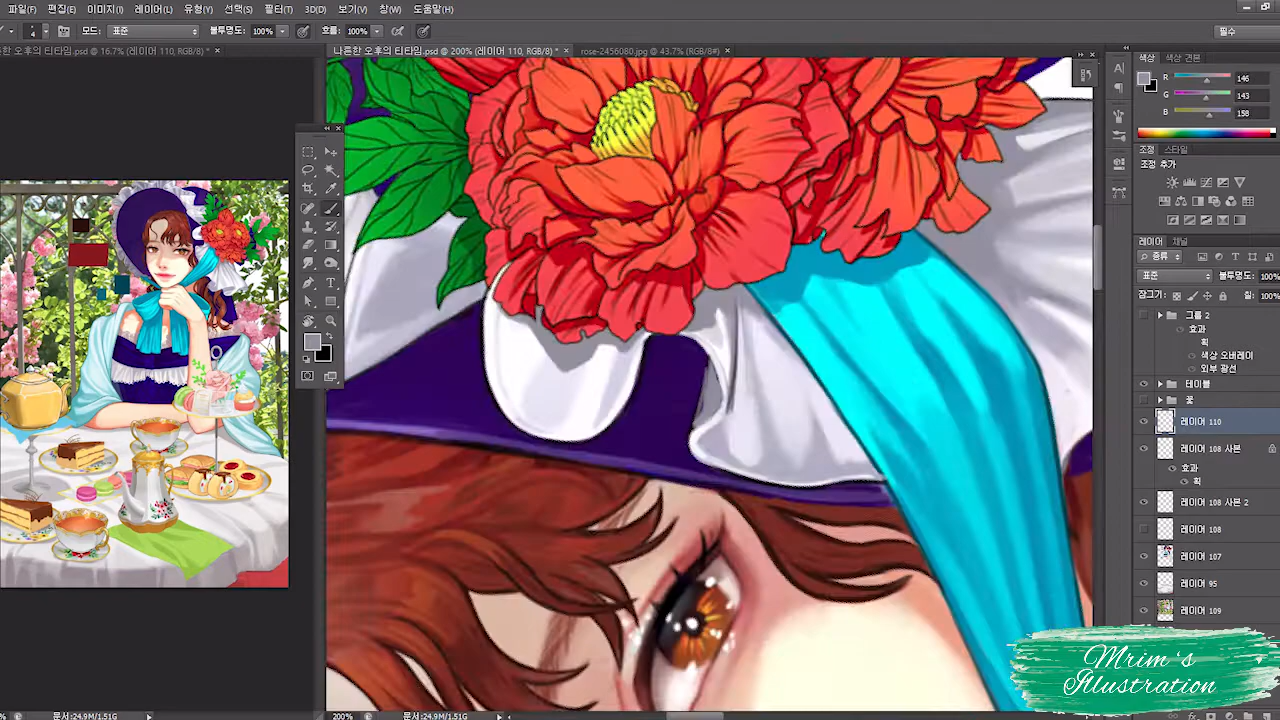 이미지(I) 레이어(L) 유형(Y) 선택(S) 필터(T) 3D(D) 보기(V) 창(W) 도움말(H)
4 모드: 표준 불투명도: 100% 흐름: 100% 필수
한 오후의 티타임.psd @ 16.7% (레이어 110, RGB/8) * ×
나른한 오후의 티타임.psd @ 200% (레이어 110, RGB/8) * ×
rose-2456080.jpg @ 43.7% (RGB/8#) ×
색상 색상 견본
R 146
G 143
B 158
조정 스타일
조정 추가
레이어 채널
종류
표준 불투명도: 100%
잠그기: 칠: 100%
그룹 2
효과
획
색상 오버레이
외부 광선
테이블
꽃
레이어 110
레이어 108 사본
효과
획
레이어 108 사본 2
레이어 108
레이어 107
레이어 95
레이어 109
문서:24.9M/1.51G
200% 문서:24.9M/1.51G
Mrim's
Illustration